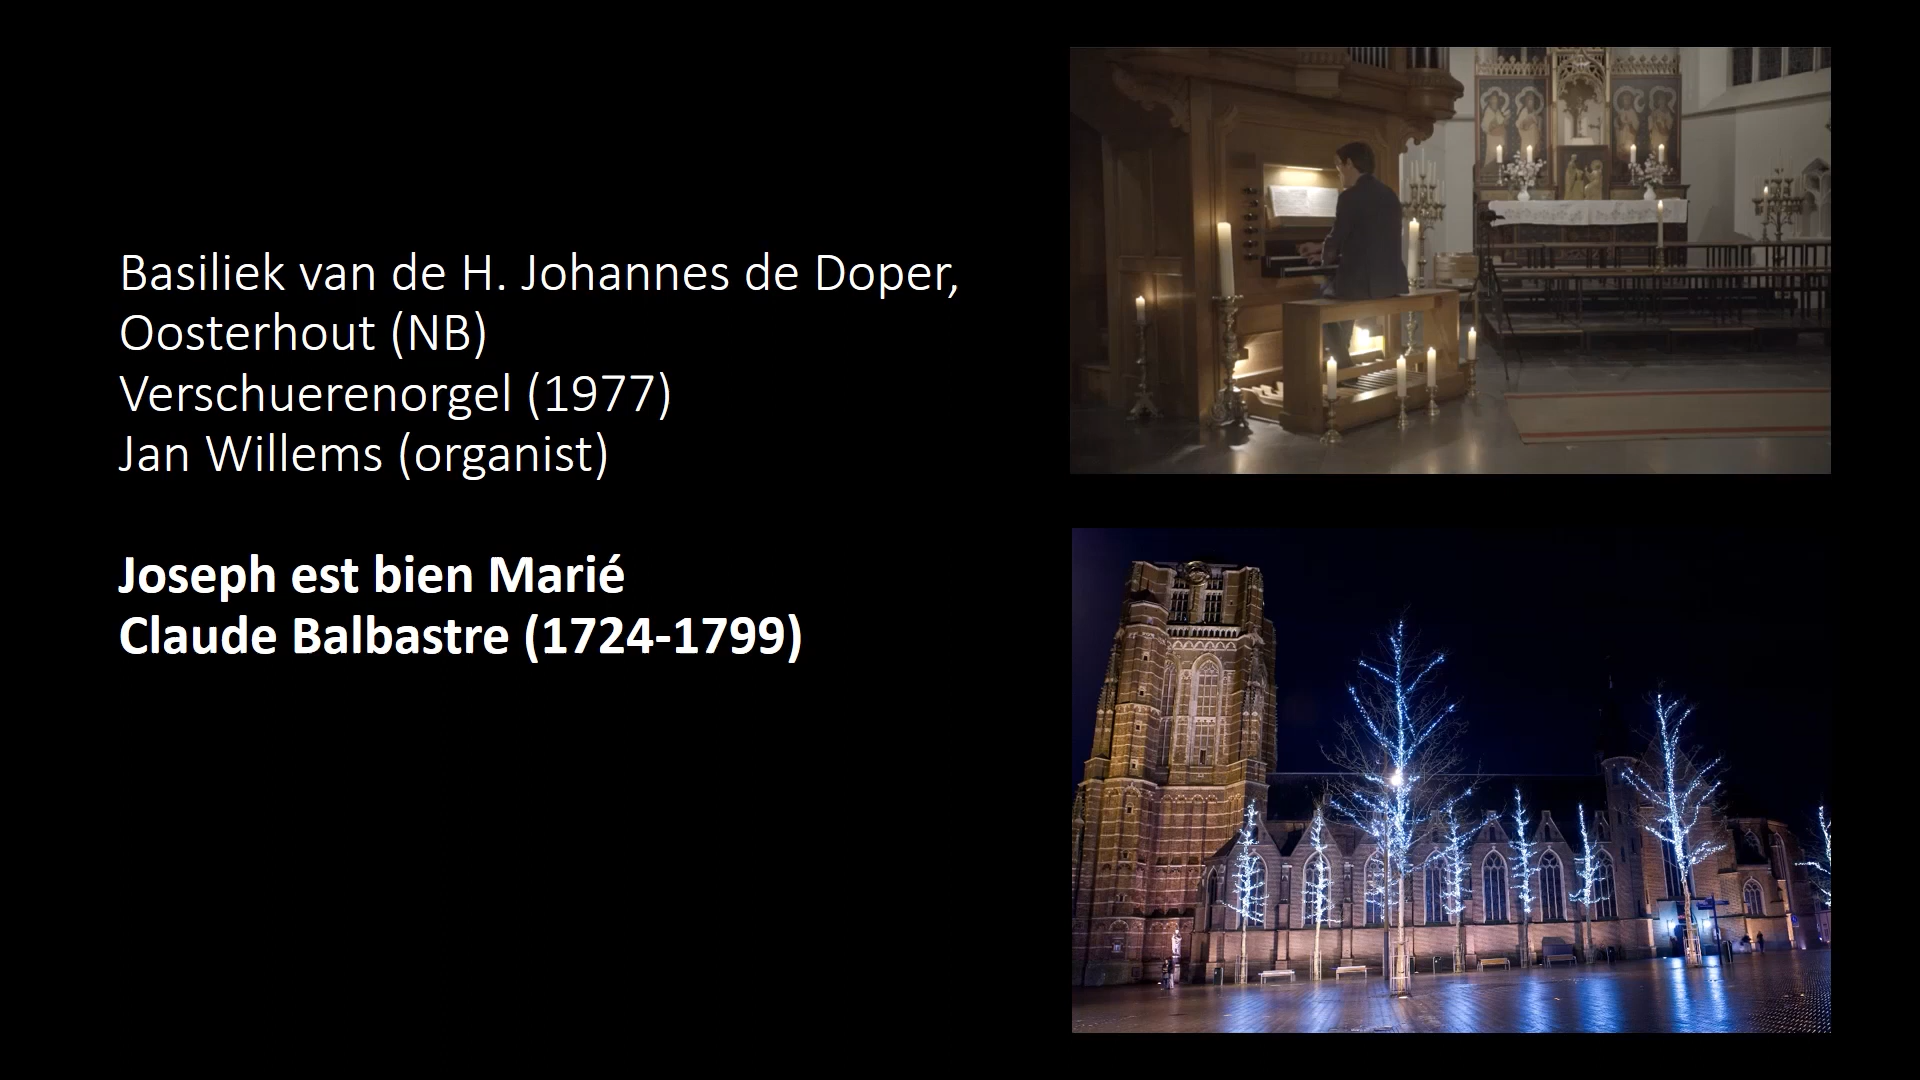 Basiliek van de H. Johannes de Doper,
Oosterhout (NB)
Verschuerenorgel (1977)
Jan Willems (organist)
Joseph est bien Marié
Claude Balbastre (1724-1799)